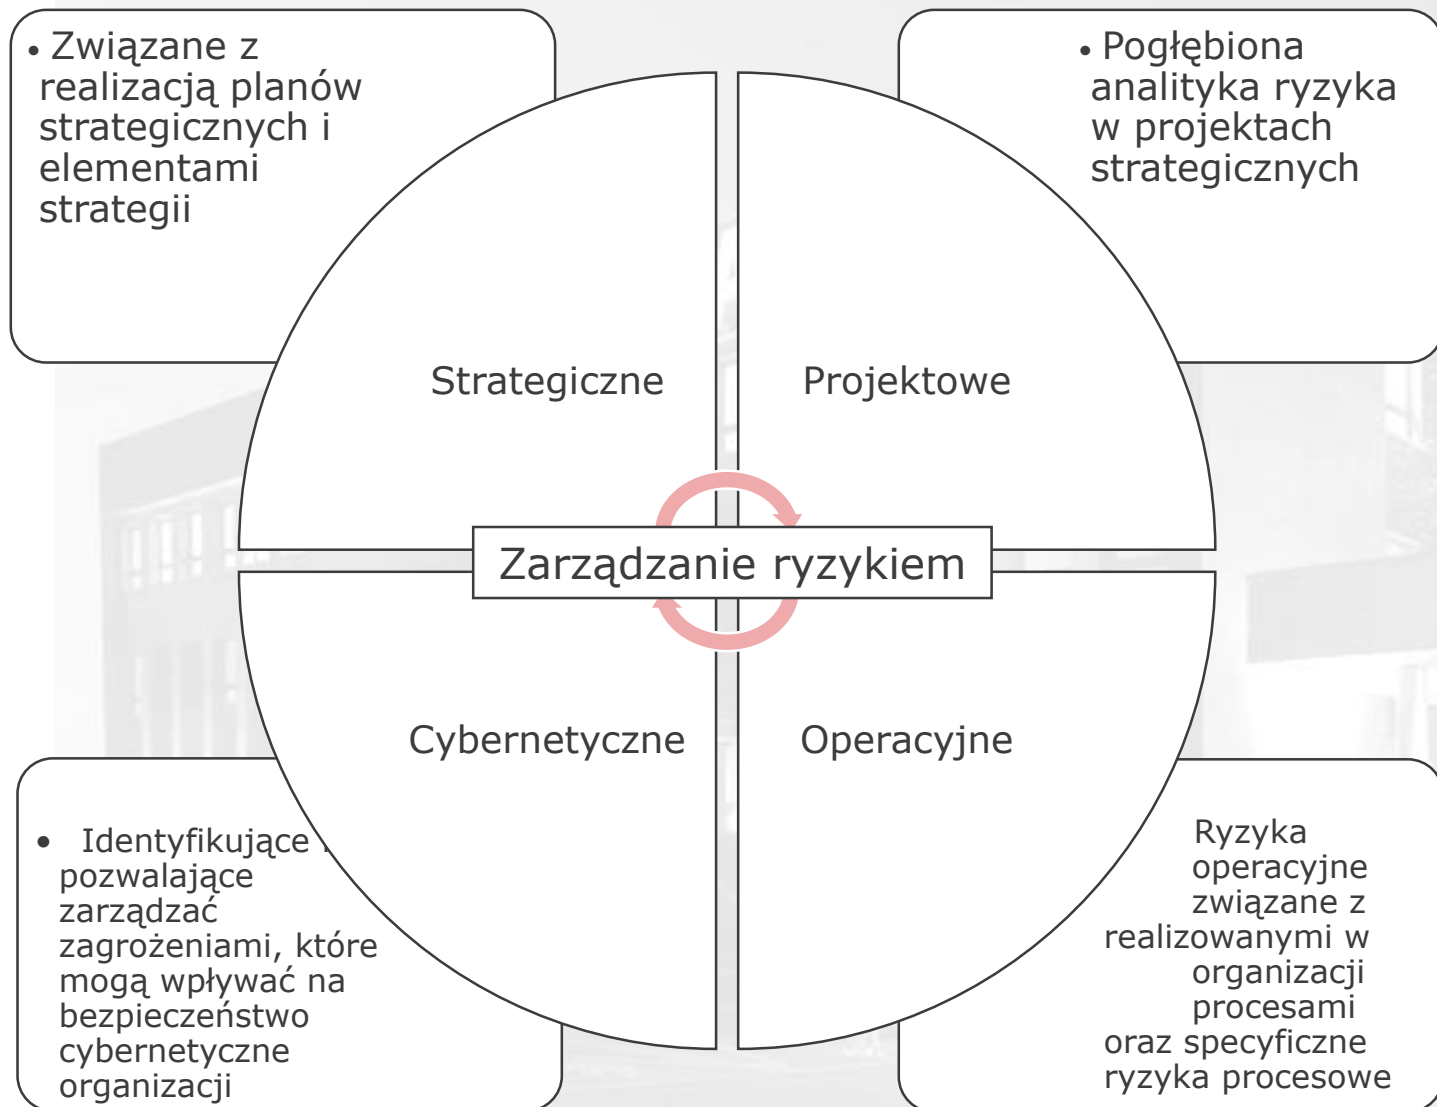 • Związane z
realizacją planów
strategicznych i
elementami
strategii
• Pogłębiona
analityka ryzyka
w projektach
strategicznych
Strategiczne
Projektowe
Zarządzanie ryzykiem
Cybernetyczne
Operacyjne
• Identyfikujące
pozwalające
zarządzać
zagrożeniami, które
mogą wpływać na
bezpieczeństwo
cybernetyczne
organizacji
Ryzyka
operacyjne
związane z
realizowanymi w
organizacji
procesami
oraz specyficzne
ryzyka procesowe